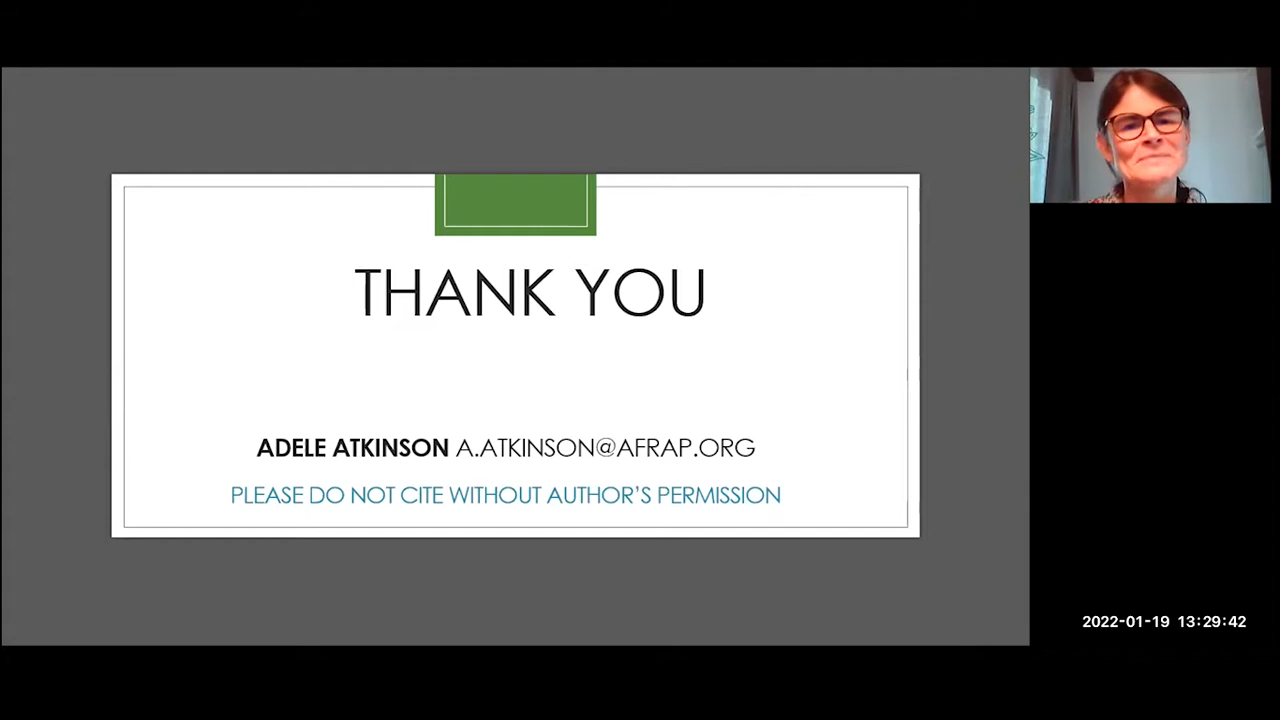 THANK YOU
ADELE ATKINSON A.ATKINSON@AFRAP.ORG
PLEASE DO NOT CITE WITHOUT AUTHOR'S PERMISSION
2022-01-19 13:29:42